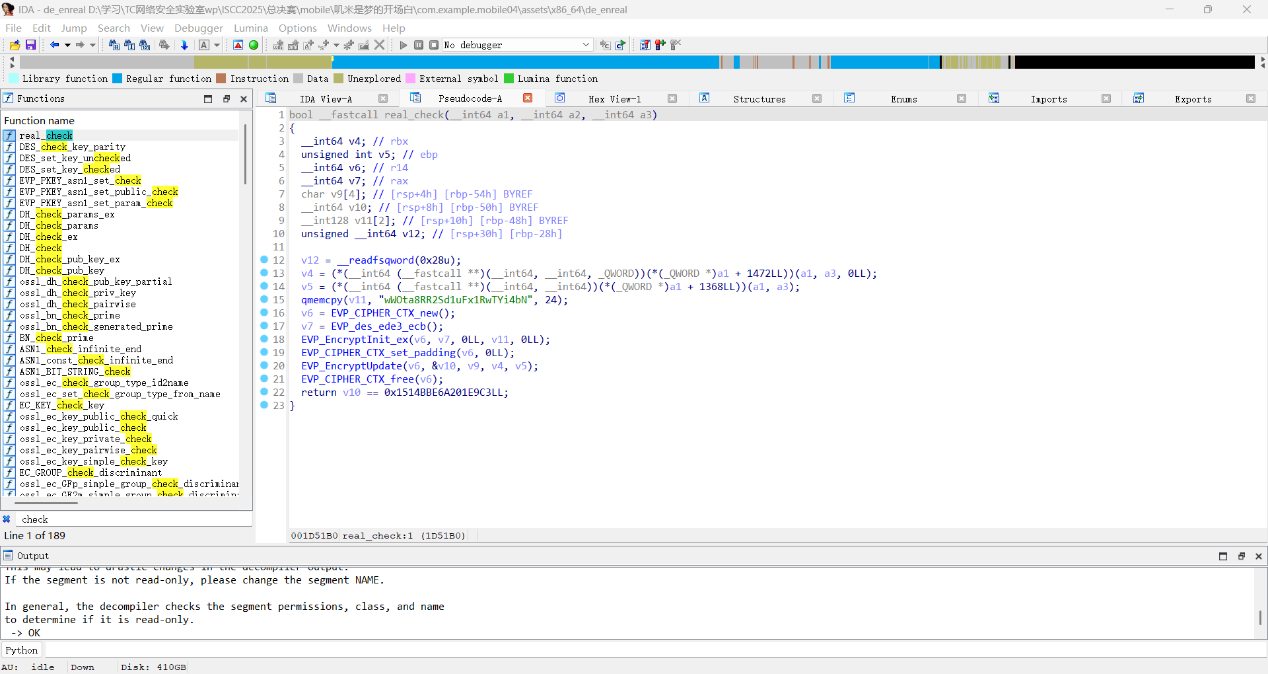 IDA - de_enreal D:\学习\TC网络安全实验室wp\ISCC2025\总决赛\mobile\叽米是梦的开场白\com.example.mobile04\assets\x86_64\de_enreal
File Edit Jump Search View Debugger Lumina Options Windows Help
No debugger
Library function Regular function Instruction Data Unexplored External symbol Lumina function
Functions
IDA View-A Pseudocode-A Hex View-1 Structures Enums Imports Exports
Function name
real_check
DES_check_key_parity
DES_set_key_unchecked
DES_set_key_checked
EVP_PKEY_asn1_set_check
EVP_PKEY_asn1_set_public_check
EVP_PKEY_asn1_set_param_check
DH_check_params_ex
DH_check_params
DH_check_ex
DH_check
DH_check_pub_key_ex
DH_check_pub_key
ossl_dh_check_pub_key_partial
ossl_dh_check_priv_key
ossl_dh_check_pairwise
ossl_bn_check_prime
ossl_bn_check_generated_prime
BN_check_prime
ASN1_check_infinite_end
ASN1_const_check_infinite_end
ASN1_BIT_STRING_check
ossl_ec_check_group_type_id2name
ossl_ec_set_check_group_type_from_name
EC_KEY_check_key
ossl_ec_key_public_check_quick
ossl_ec_key_public_check
ossl_ec_key_private_check
ossl_ec_key_pairwise_check
ossl_ec_key_simple_check_key
EC_GROUP_check_discriminant
ossl_ec_GFp_simple_group_check_discriminan
check
Line 1 of 189
1 bool __fastcall real_check(__int64 a1, __int64 a2, __int64 a3)
2 {
3 __int64 v4; // rbx
4 unsigned int v5; // ebp
5 __int64 v6; // r14
6 __int64 v7; // rax
7 char v9[4]; // [rsp+4h] [rbp-54h] BYREF
8 __int64 v10; // [rsp+8h] [rbp-50h] BYREF
9 __int128 v11[2]; // [rsp+10h] [rbp-48h] BYREF
10 unsigned __int64 v12; // [rsp+30h] [rbp-28h]
11
12 v12 = __readfsqword(0x28u);
13 v4 = (*(__int64 (__fastcall **)(__int64, __int64, _QWORD))(*(_QWORD *)a1 + 1472LL))(a1, a3, 0LL);
14 v5 = (*(__int64 (__fastcall **)(__int64, __int64))(*(_QWORD *)a1 + 1368LL))(a1, a3);
15 qmemcpy(v11, "wWOta8RR2Sd1uFx1RwTYi4bN", 24);
16 v6 = EVP_CIPHER_CTX_new();
17 v7 = EVP_des_ede3_ecb();
18 EVP_EncryptInit_ex(v6, v7, 0LL, v11, 0LL);
19 EVP_CIPHER_CTX_set_padding(v6, 0LL);
20 EVP_EncryptUpdate(v6, &v10, v9, v4, v5);
21 EVP_CIPHER_CTX_free(v6);
22 return v10 == 0x1514BBE6A201E9C3LL;
23 }
001D51B0 real_check:1 (1D51B0)
Output
This may lead to drastic changes in the decompiler output.
If the segment is not read-only, please change the segment NAME.
In general, the decompiler checks the segment permissions, class, and name
to determine if it is read-only.
-> OK
Python
AU: idle Down Disk: 410GB